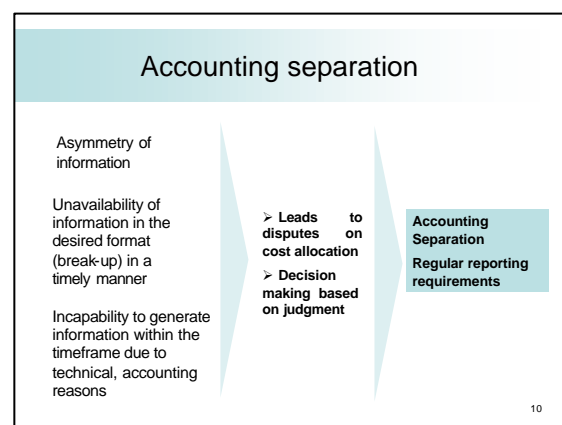 Accounting separation
Asymmetry of
information
Unavailability of
information in the
desired format
(break-up) in a
timely manner
Incapability to generate
information within the
timeframe due to
technical, accounting
reasons
➢ Leads to
disputes on
cost allocation
➢ Decision
making based
on judgment
Accounting
Separation
Regular reporting
requirements
10